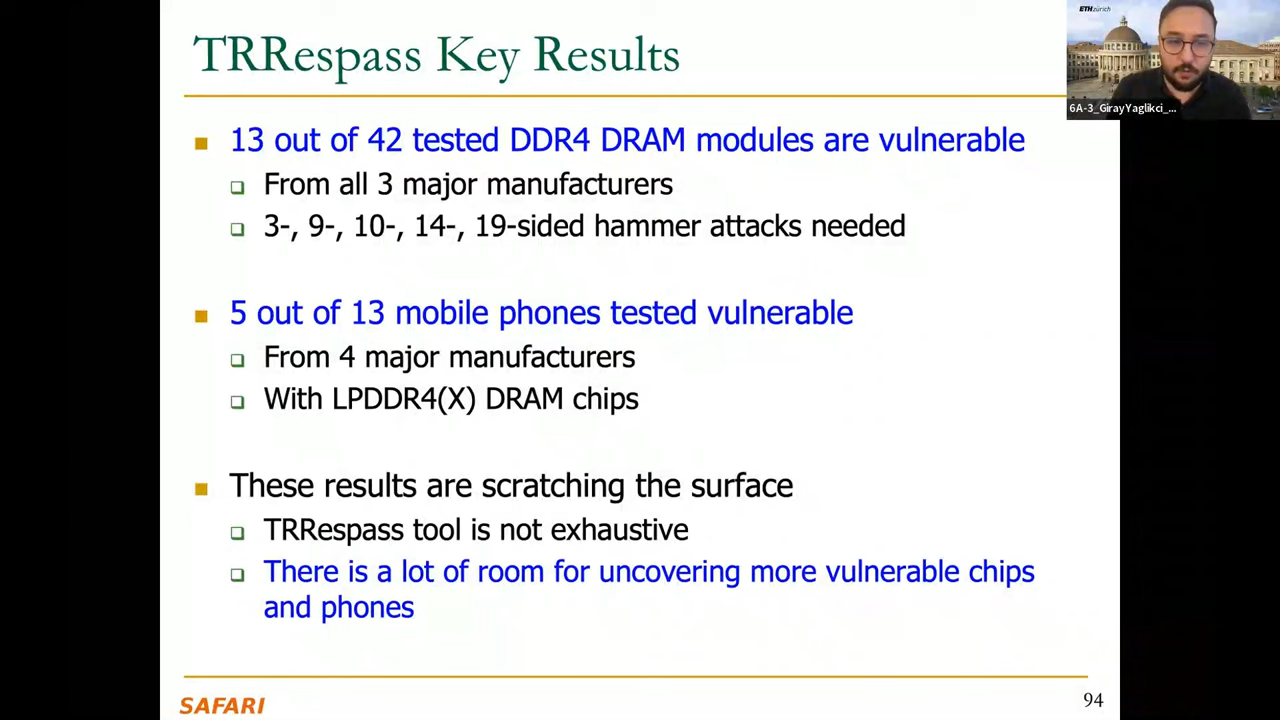 TRRespass Key Results
ETH zürich
6A-3_GirayYaglikci_...
13 out of 42 tested DDR4 DRAM modules are vulnerable
From all 3 major manufacturers
3-, 9-, 10-, 14-, 19-sided hammer attacks needed
5 out of 13 mobile phones tested vulnerable
From 4 major manufacturers
With LPDDR4(X) DRAM chips
These results are scratching the surface
TRRespass tool is not exhaustive
There is a lot of room for uncovering more vulnerable chips
and phones
SAFARI
94